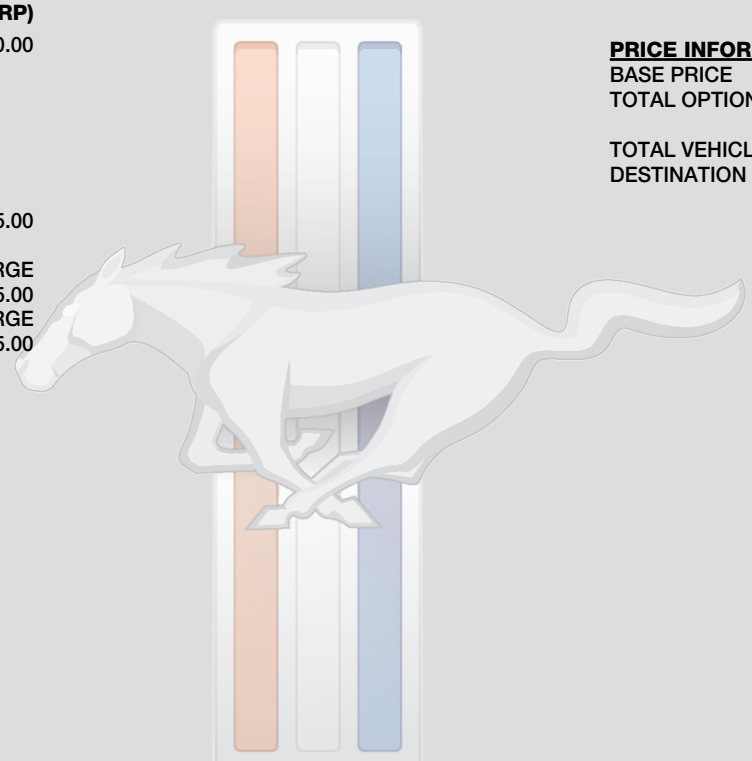 RP)
0.00
5.00
RGE
5.00
RGE
5.00
PRICE INFOR
BASE PRICE
TOTAL OPTION
TOTAL VEHICL
DESTINATION